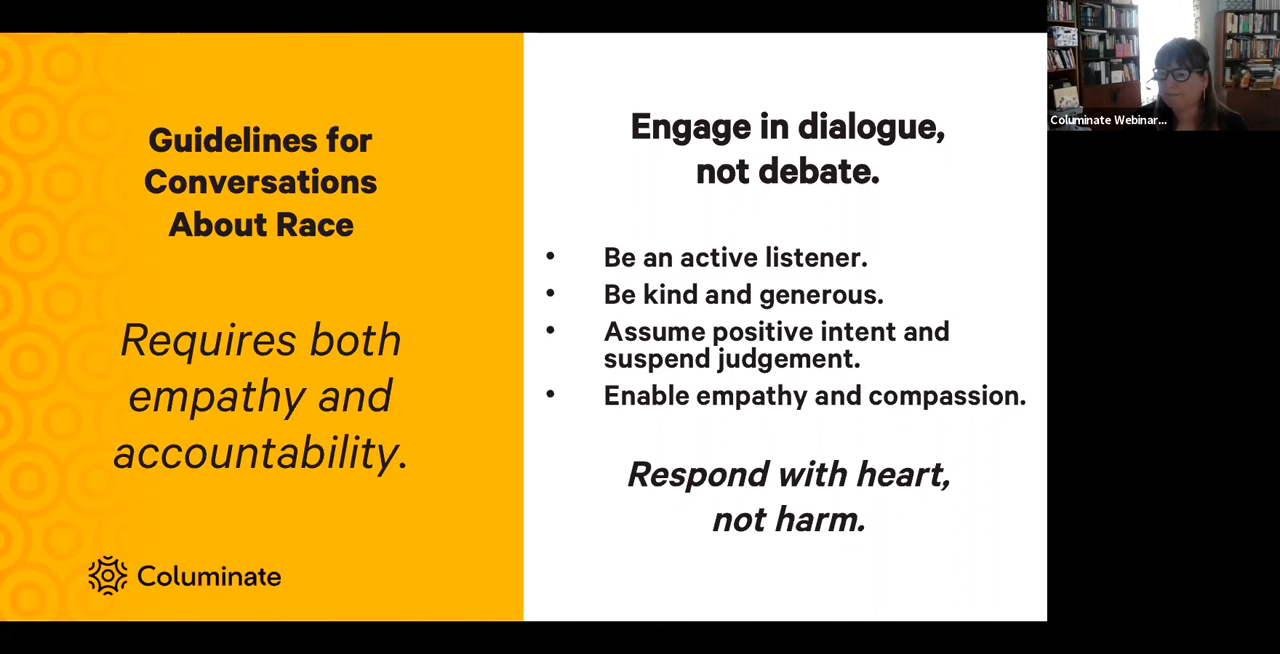 Guidelines for
Conversations
About Race
Requires both
empathy and
accountability.
Columinate
Engage in dialogue,
not debate.
• Be an active listener.
• Be kind and generous.
• Assume positive intent and
suspend judgement.
• Enable empathy and compassion.
Respond with heart,
not harm.
Columinate Webinar...